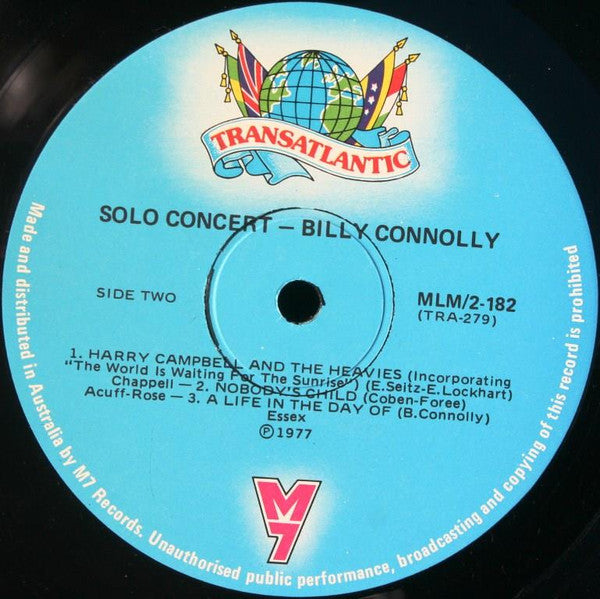 TRANSATLANTIC
SOLO CONCERT – BILLY CONNOLLY
SIDE TWO
MLM/2-182
(TRA-279)
1. HARRY CAMPBELL AND THE HEAVIES (Incorporating
"The World Is Waiting For The Sunrise") (E.Seitz-E.Lockhart)
Chappell – 2. NOBODY'S CHILD (Coben-Foree)
Acuff-Rose – 3. A LIFE IN THE DAY OF (B.Connolly)
Essex
Ⓟ1977
M7
Made and distributed in Australia by M7 Records. Unauthorised public performance, broadcasting and copying of this record is prohibited